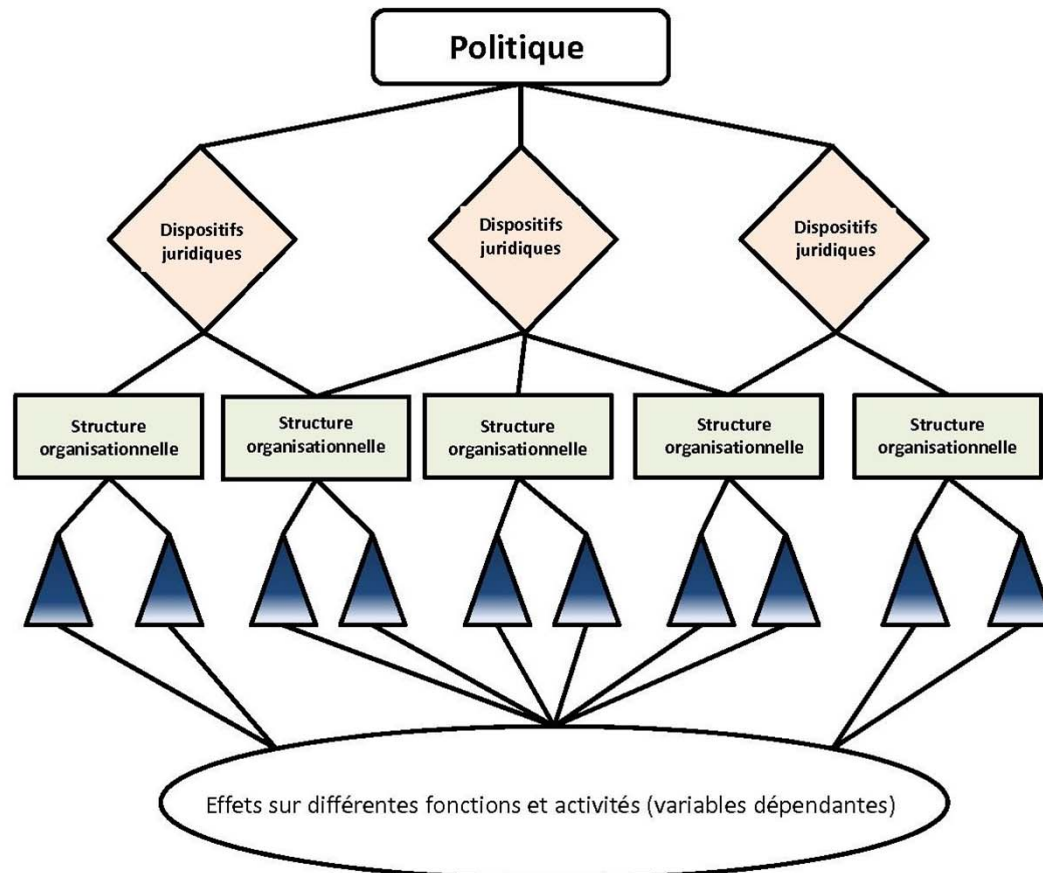 Politique
Dispositifs
juridiques
Dispositifs
juridiques
Dispositifs
juridiques
Structure
organisationnelle
Structure
organisationnelle
Structure
organisationnelle
Structure
organisationnelle
Structure
organisationnelle
Effets sur différentes fonctions et activités (variables dépendantes)